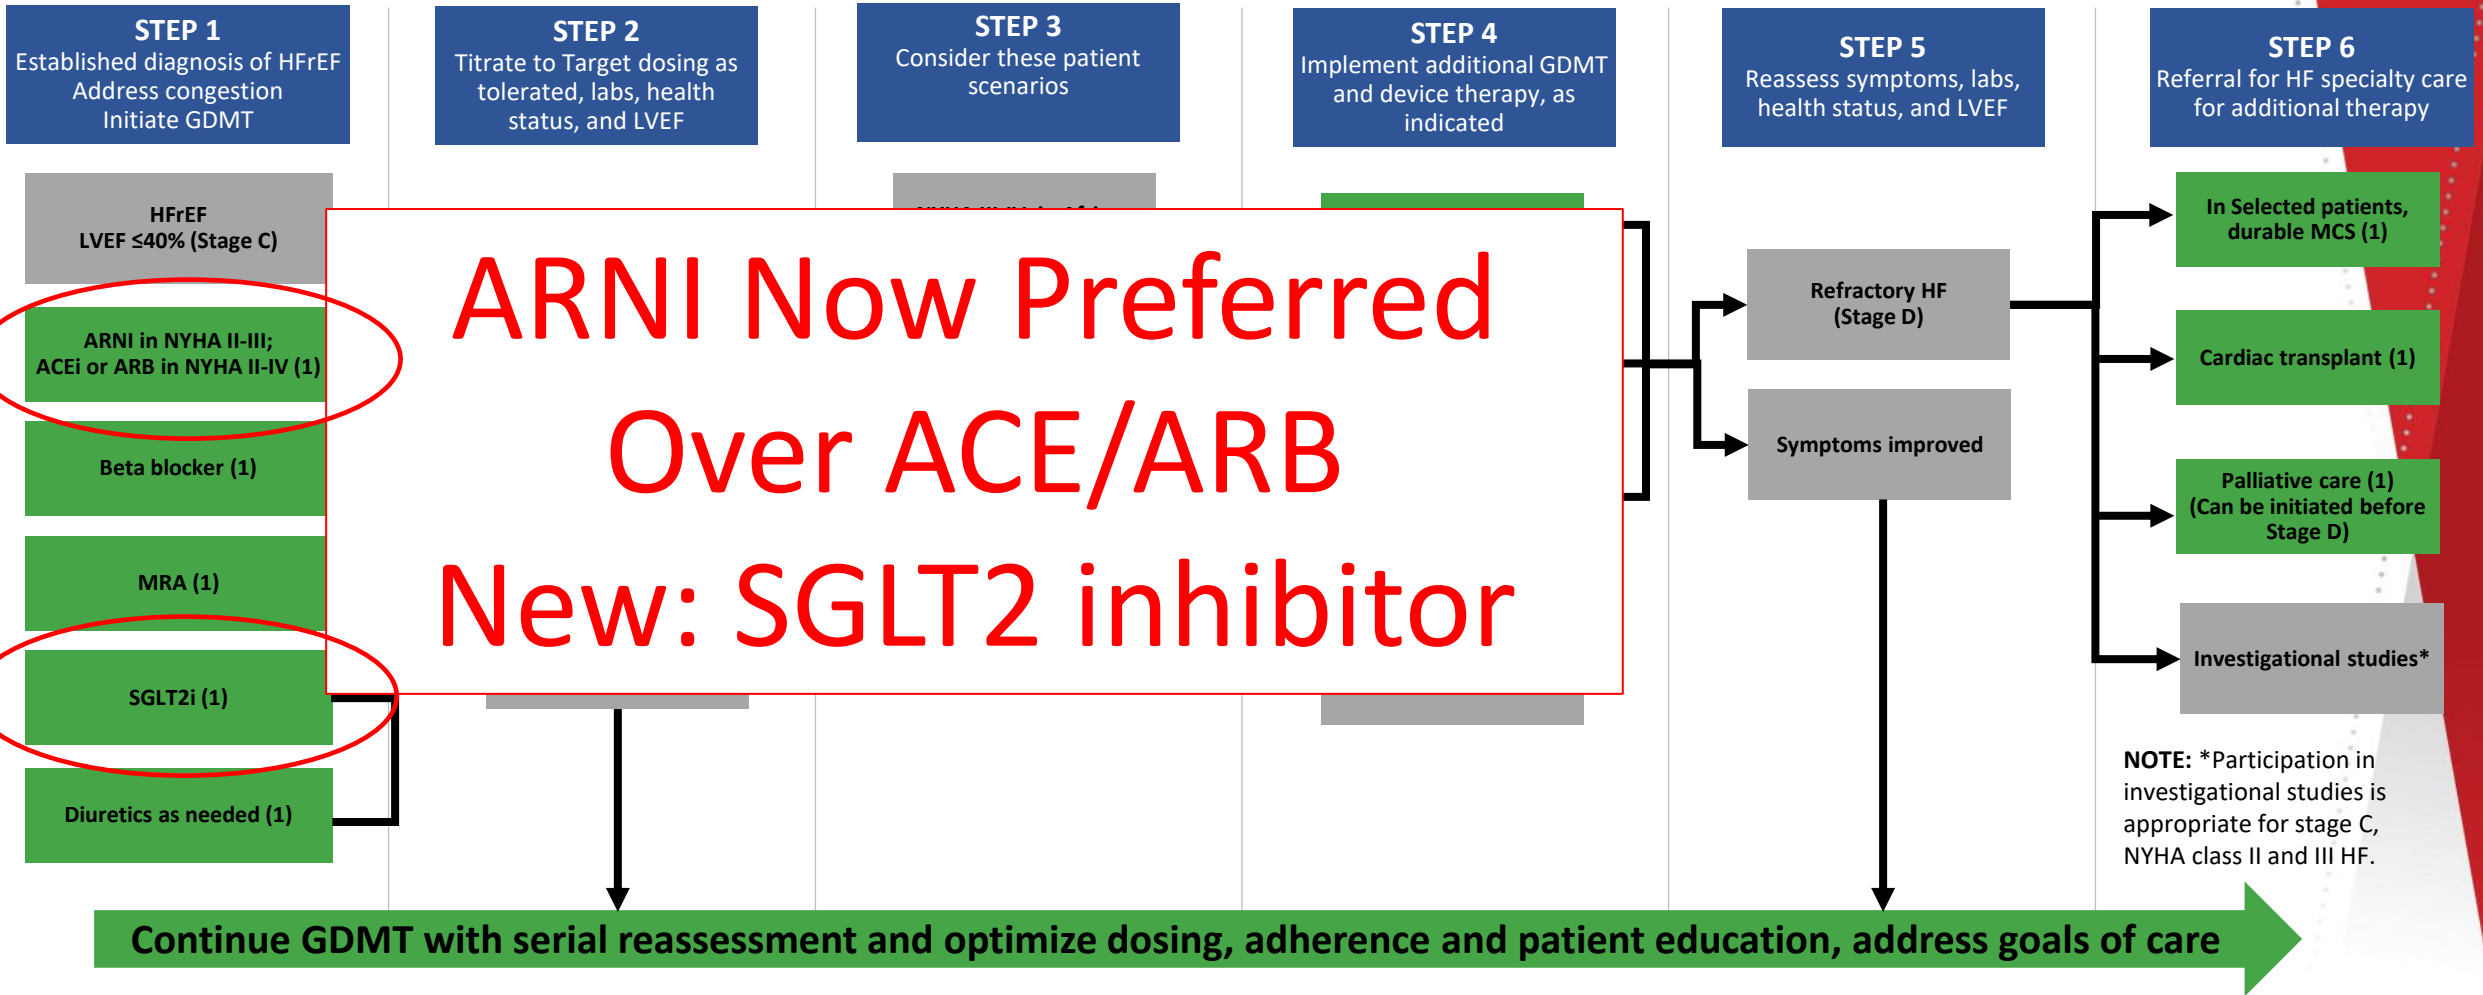 STEP 1
Established diagnosis of HFrEF
Address congestion
Initiate GDMT
STEP 2
Titrate to Target dosing as
tolerated, labs, health
status, and LVEF
STEP 3
Consider these patient
scenarios
STEP 4
Implement additional GDMT
and device therapy, as
indicated
STEP 5
Reassess symptoms, labs,
health status, and LVEF
STEP 6
Referral for HF specialty care
for additional therapy
HFrEF
LVEF ≤40% (Stage C)
ARNI in NYHA II-III;
ACEi or ARB in NYHA II-IV (1)
Beta blocker (1)
MRA (1)
SGLT2i (1)
Diuretics as needed (1)
ARNI Now Preferred
Over ACE/ARB
New: SGLT2 inhibitor
Refractory HF
(Stage D)
Symptoms improved
In Selected patients,
durable MCS (1)
Cardiac transplant (1)
Palliative care (1)
(Can be initiated before
Stage D)
Investigational studies*
NOTE: *Participation in
investigational studies is
appropriate for stage C,
NYHA class II and III HF.
Continue GDMT with serial reassessment and optimize dosing, adherence and patient education, address goals of care